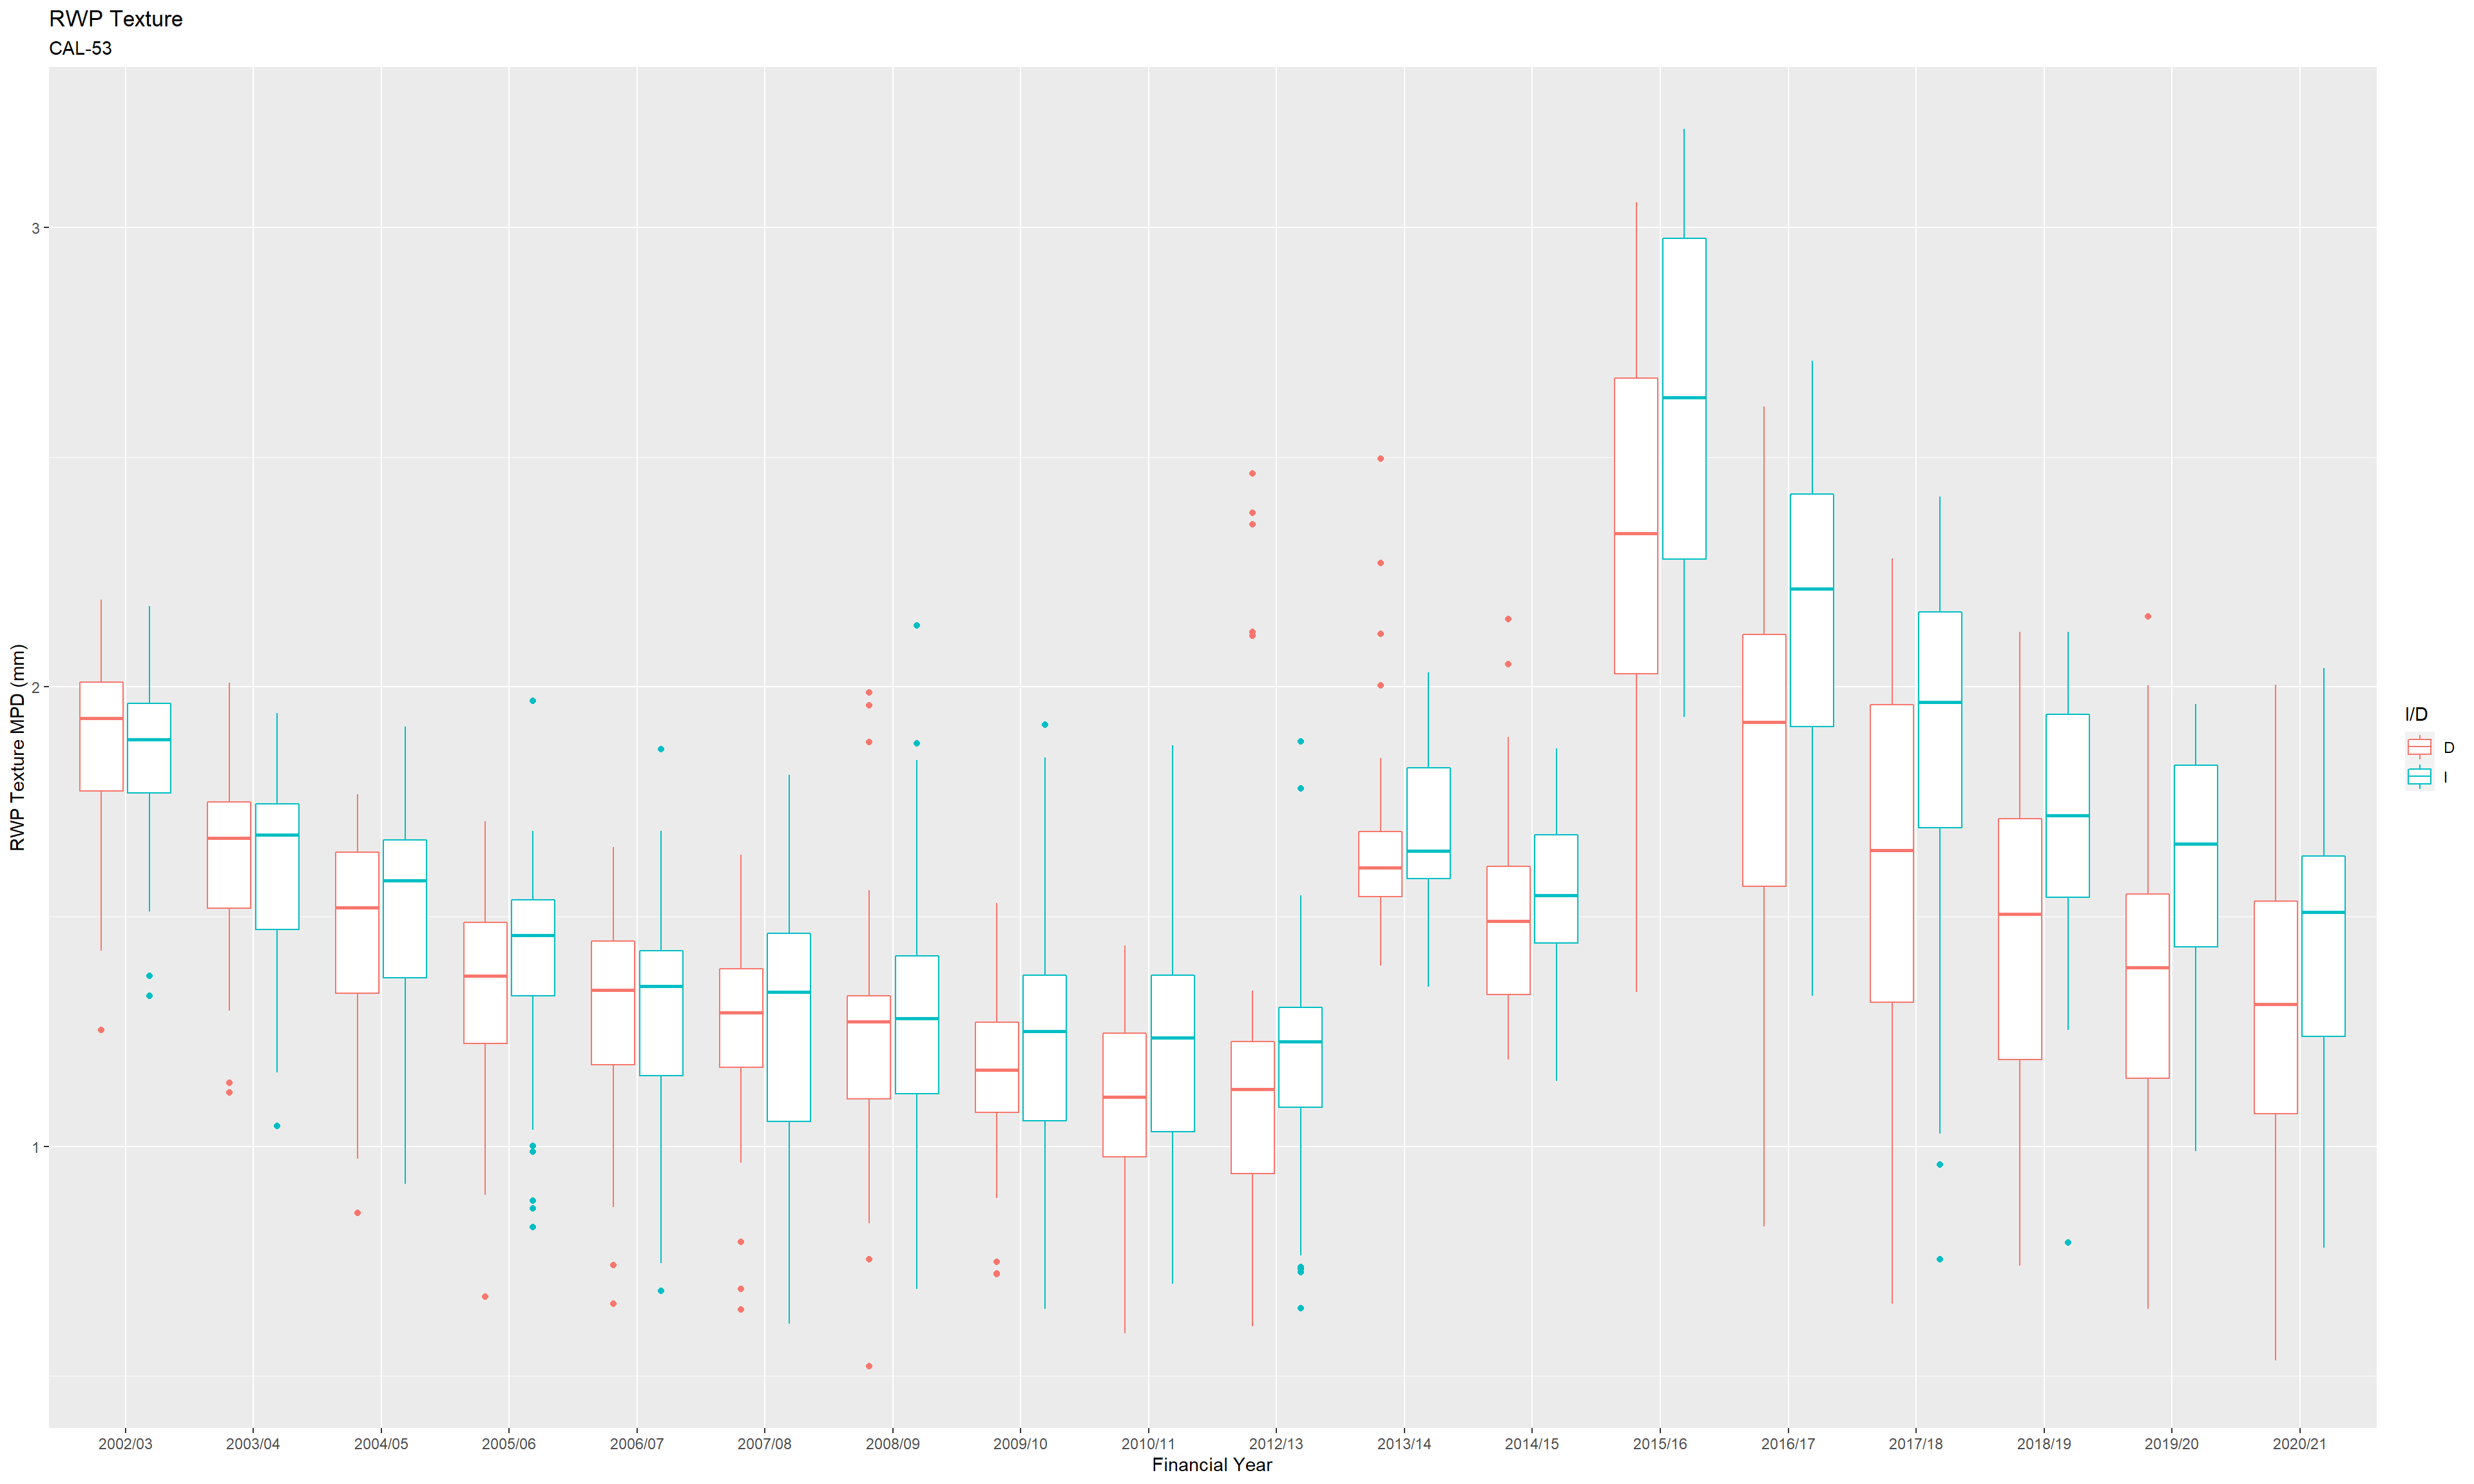 RWP Texture
CAL-53
RWP Texture MPD (mm)
3
2
1
2002/03 2003/04 2004/05 2005/06 2006/07 2007/08 2008/09 2009/10 2010/11 2012/13 2013/14 2014/15 2015/16 2016/17 2017/18 2018/19 2019/20 2020/21
Financial Year
I/D
D
I